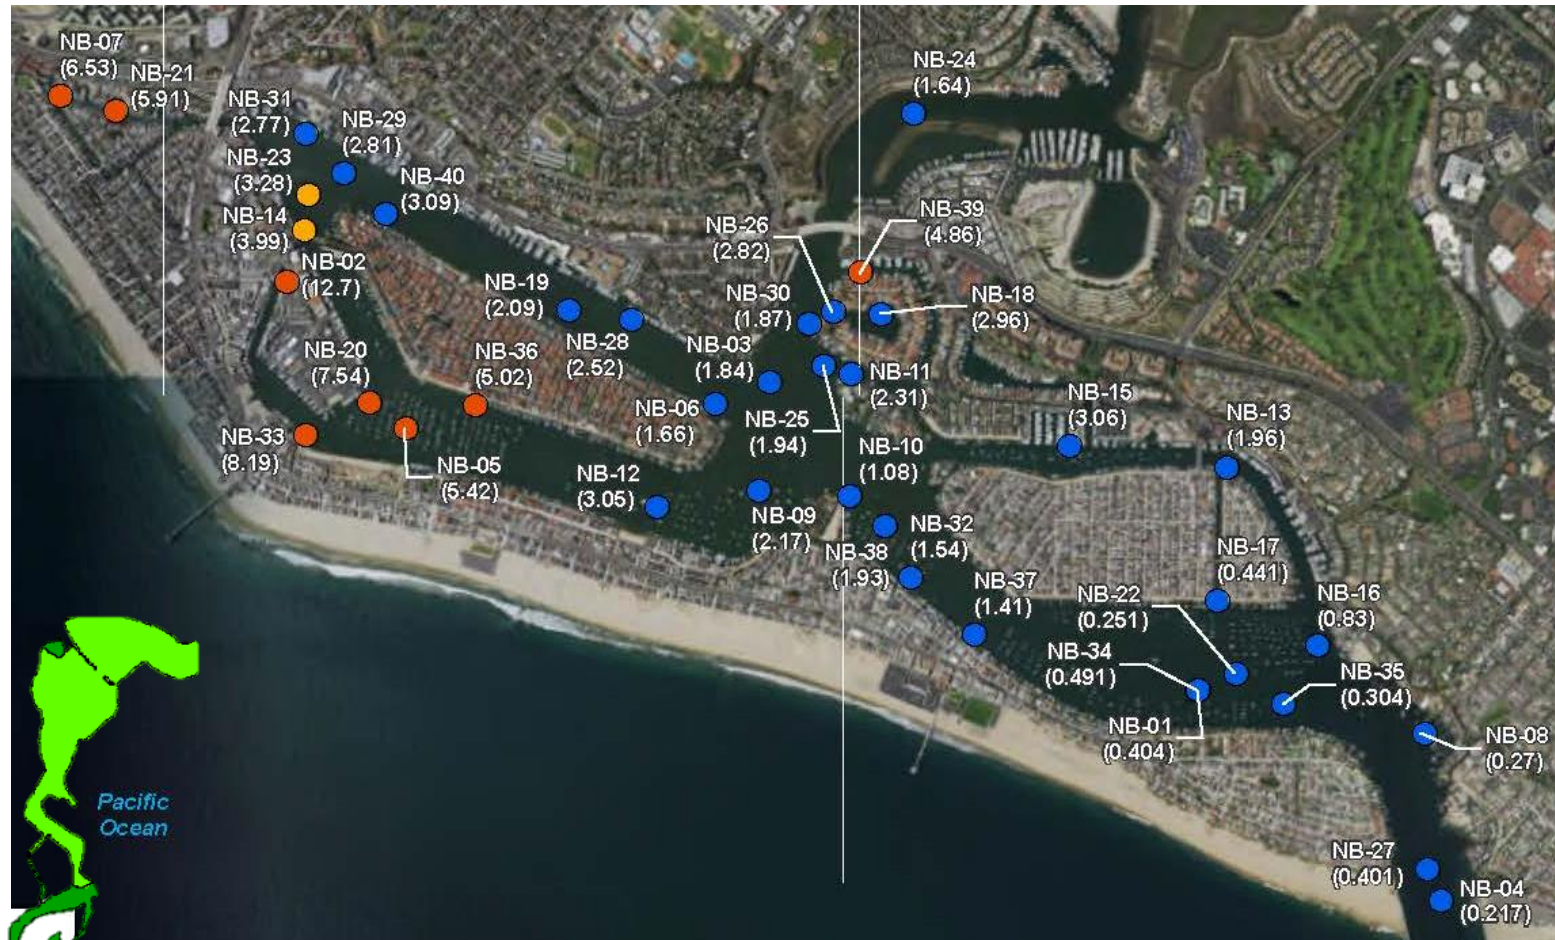 NB-07
(6.53)
NB-21
(5.91)
NB-24
(1.64)
NB-31
(2.77)
NB-29
(2.81)
NB-23
(3.28)
NB-40
(3.09)
NB-14
(3.99)
NB-39
(4.86)
NB-26
(2.82)
NB-02
(12.7)
NB-19
(2.09)
NB-30
(1.87)
NB-18
(2.96)
NB-28
(2.52)
NB-03
(1.84)
NB-20
(7.54)
NB-36
(5.02)
NB-11
(2.31)
NB-15
(3.06)
NB-06
(1.66)
NB-25
(1.94)
NB-13
(1.96)
NB-33
(8.19)
NB-05
(5.42)
NB-12
(3.05)
NB-10
(1.08)
NB-09
(2.17)
NB-32
(1.54)
NB-38
(1.93)
NB-17
(0.441)
NB-37
(1.41)
NB-22
(0.251)
NB-16
(0.83)
NB-34
(0.491)
NB-35
(0.304)
NB-01
(0.404)
NB-08
(0.27)
Pacific
Ocean
NB-27
(0.401)
NB-04
(0.217)